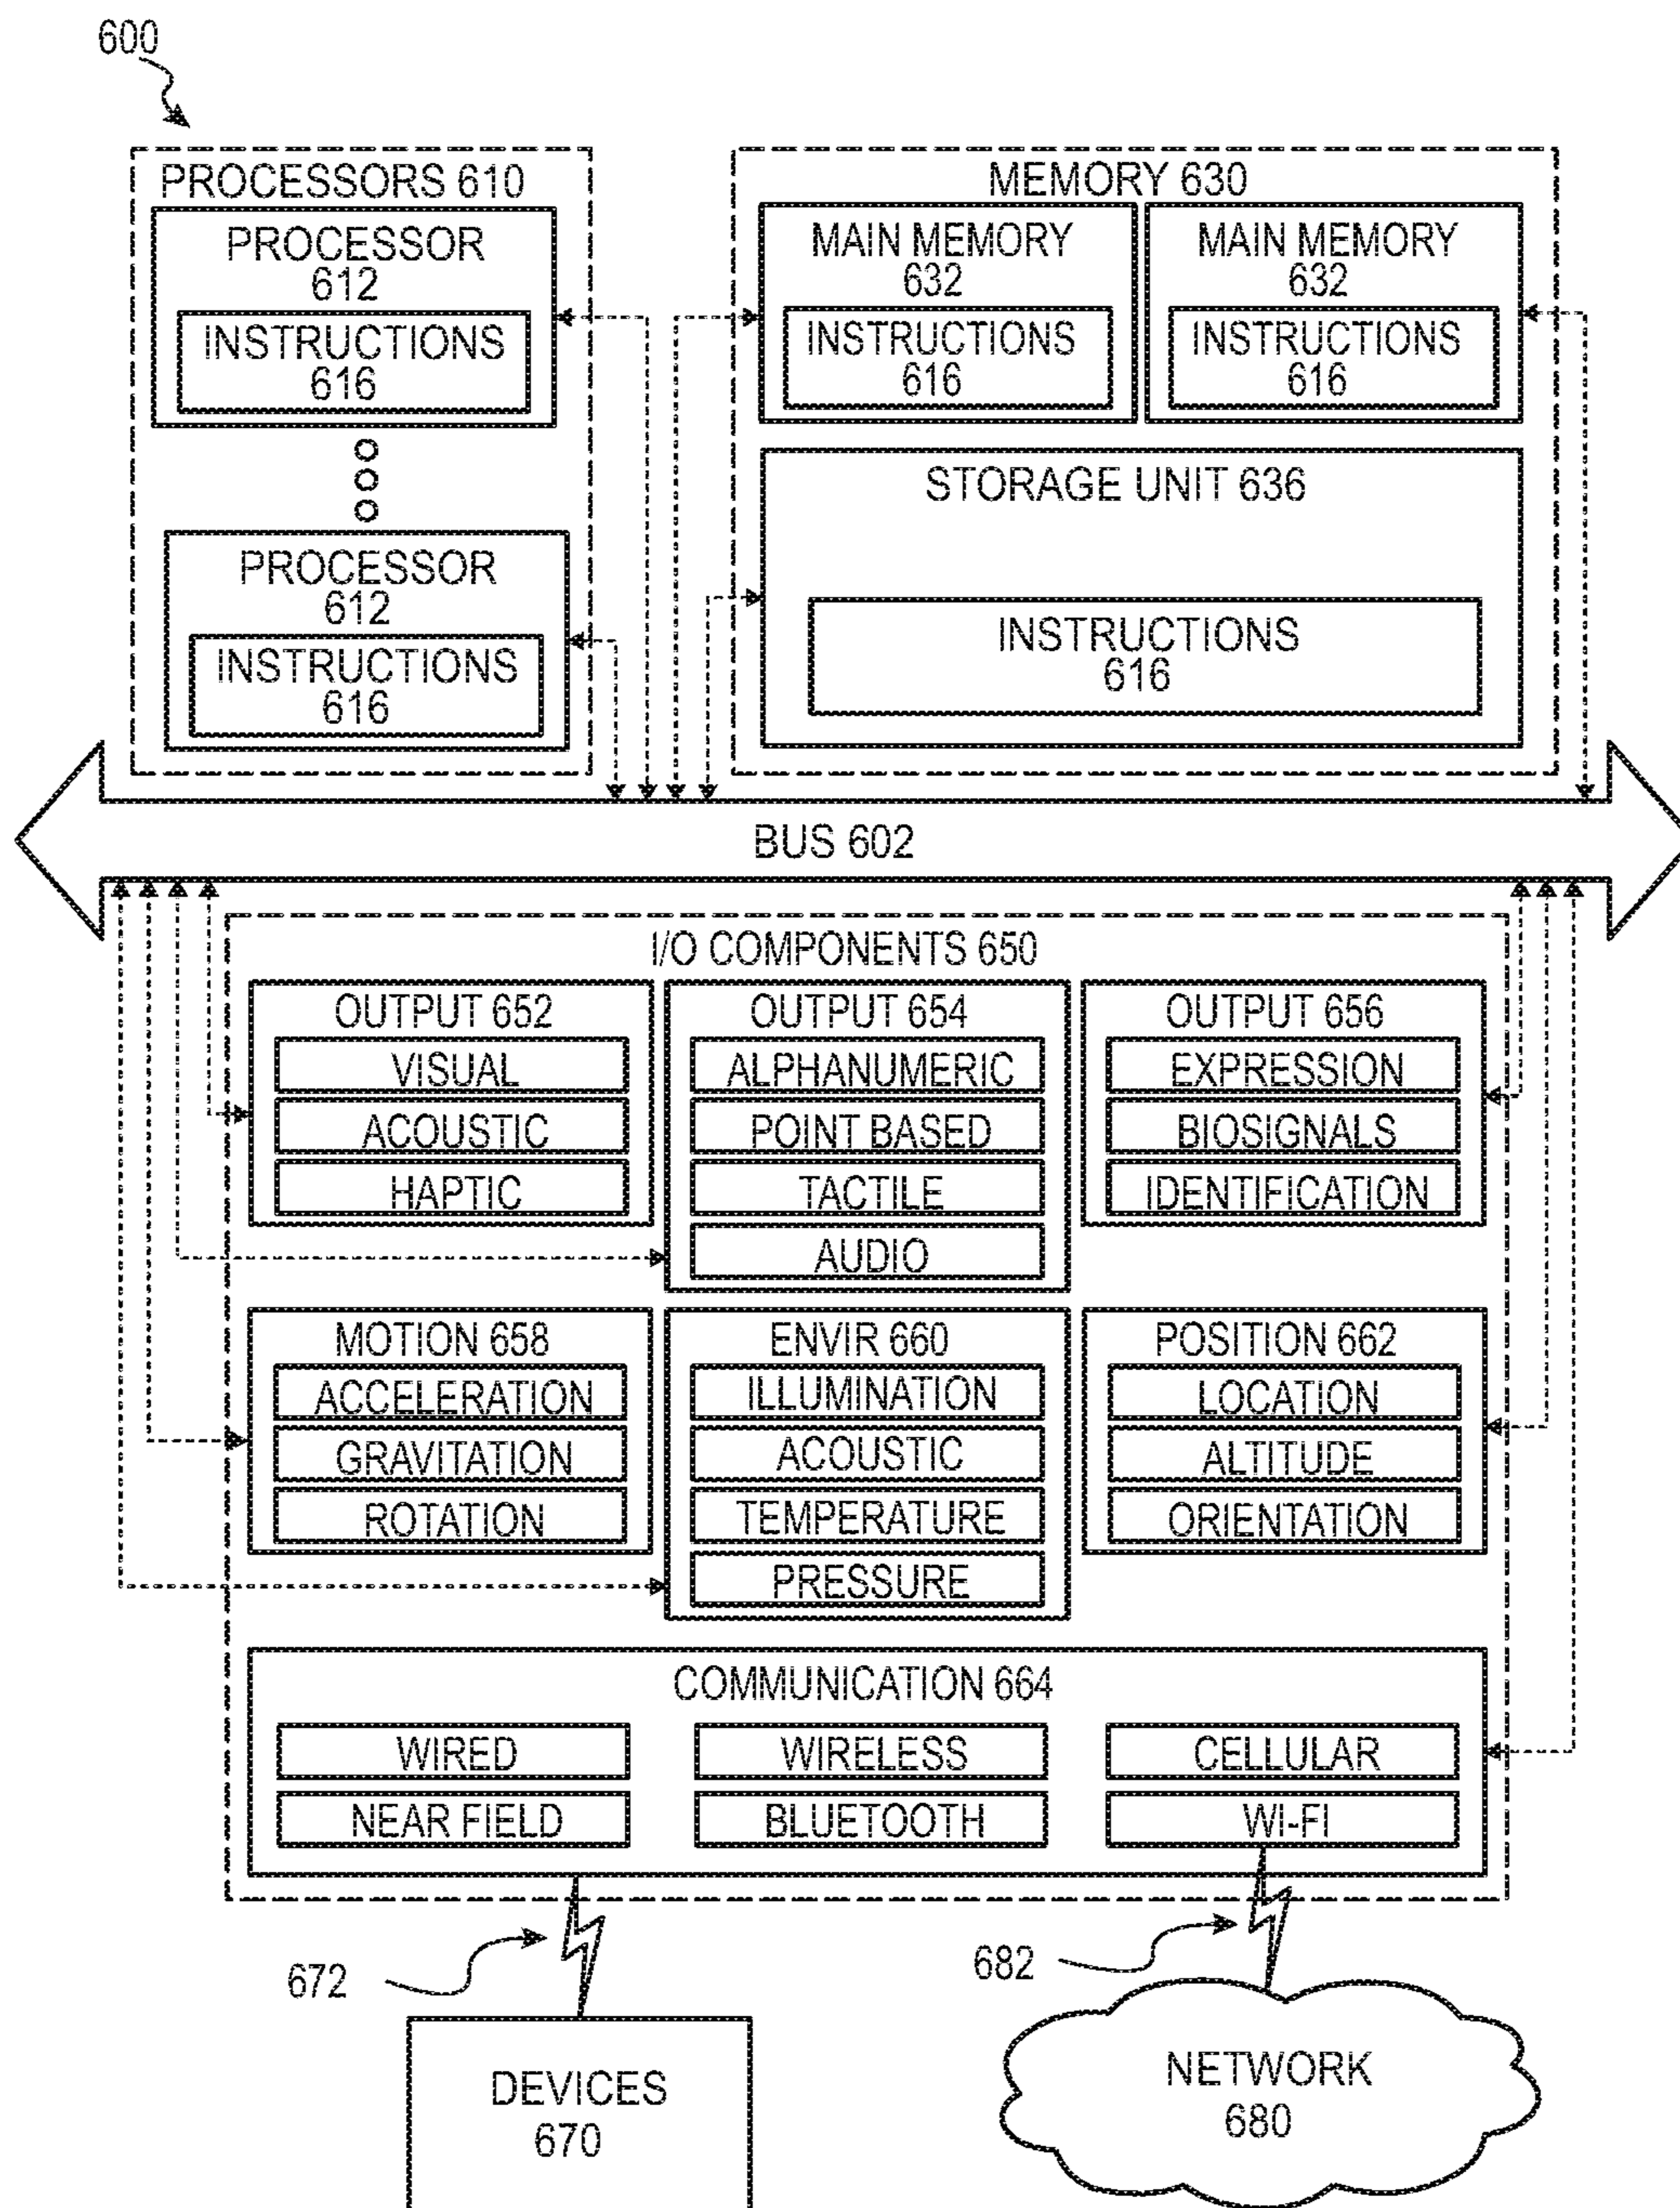 600
PROCESSORS 610
PROCESSOR
612
INSTRUCTIONS
616
PROCESSOR
612
INSTRUCTIONS
616
MEMORY 630
MAIN MEMORY
632
INSTRUCTIONS
616
MAIN MEMORY
632
INSTRUCTIONS
616
STORAGE UNIT 636
INSTRUCTIONS
616
BUS 602
I/O COMPONENTS 650
OUTPUT 652
VISUAL
ACOUSTIC
HAPTIC
OUTPUT 654
ALPHANUMERIC
POINT BASED
TACTILE
AUDIO
OUTPUT 656
EXPRESSION
BIOSIGNALS
IDENTIFICATION
MOTION 658
ACCELERATION
GRAVITATION
ROTATION
ENVIR 660
ILLUMINATION
ACOUSTIC
TEMPERATURE
PRESSURE
POSITION 662
LOCATION
ALTITUDE
ORIENTATION
COMMUNICATION 664
WIRED
WIRELESS
CELLULAR
NEAR FIELD
BLUETOOTH
WI-FI
672
682
DEVICES
670
NETWORK
680